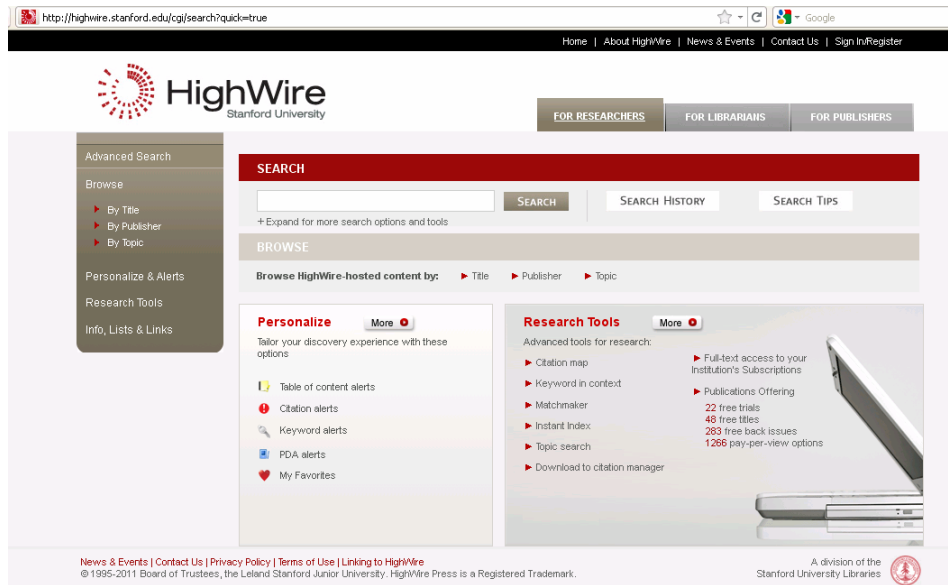 http://highwire.stanford.edu/cgi/search?quick=true
Google
Home | About HighWire | News & Events | Contact Us | Sign In/Register
HighWire
Stanford University
FOR RESEARCHERS
FOR LIBRARIANS
FOR PUBLISHERS
Advanced Search
Browse
By Title
By Publisher
By Topic
Personalize & Alerts
Research Tools
Info, Lists & Links
SEARCH
SEARCH
SEARCH HISTORY
SEARCH TIPS
+Expand for more search options and tools
BROWSE
Browse HighWire-hosted content by: Title Publisher Topic
Personalize More
Tailor your discovery experience with these
options
Table of content alerts
Citation alerts
Keyword alerts
PDA alerts
My Favorites
Research Tools More
Advanced tools for research:
Citation map
Keyword in context
Matchmaker
Instant Index
Topic search
Download to citation manager
Full-text access to your
Institution's Subscriptions
Publications Offering
22 free trials
48 free titles
283 free back issues
1266 pay-per-view options
News & Events | Contact Us | Privacy Policy | Terms of Use | Linking to HighWire
© 1995-2011 Board of Trustees, the Leland Stanford Junior University. HighWire Press is a Registered Trademark.
A division of the
Stanford University Libraries